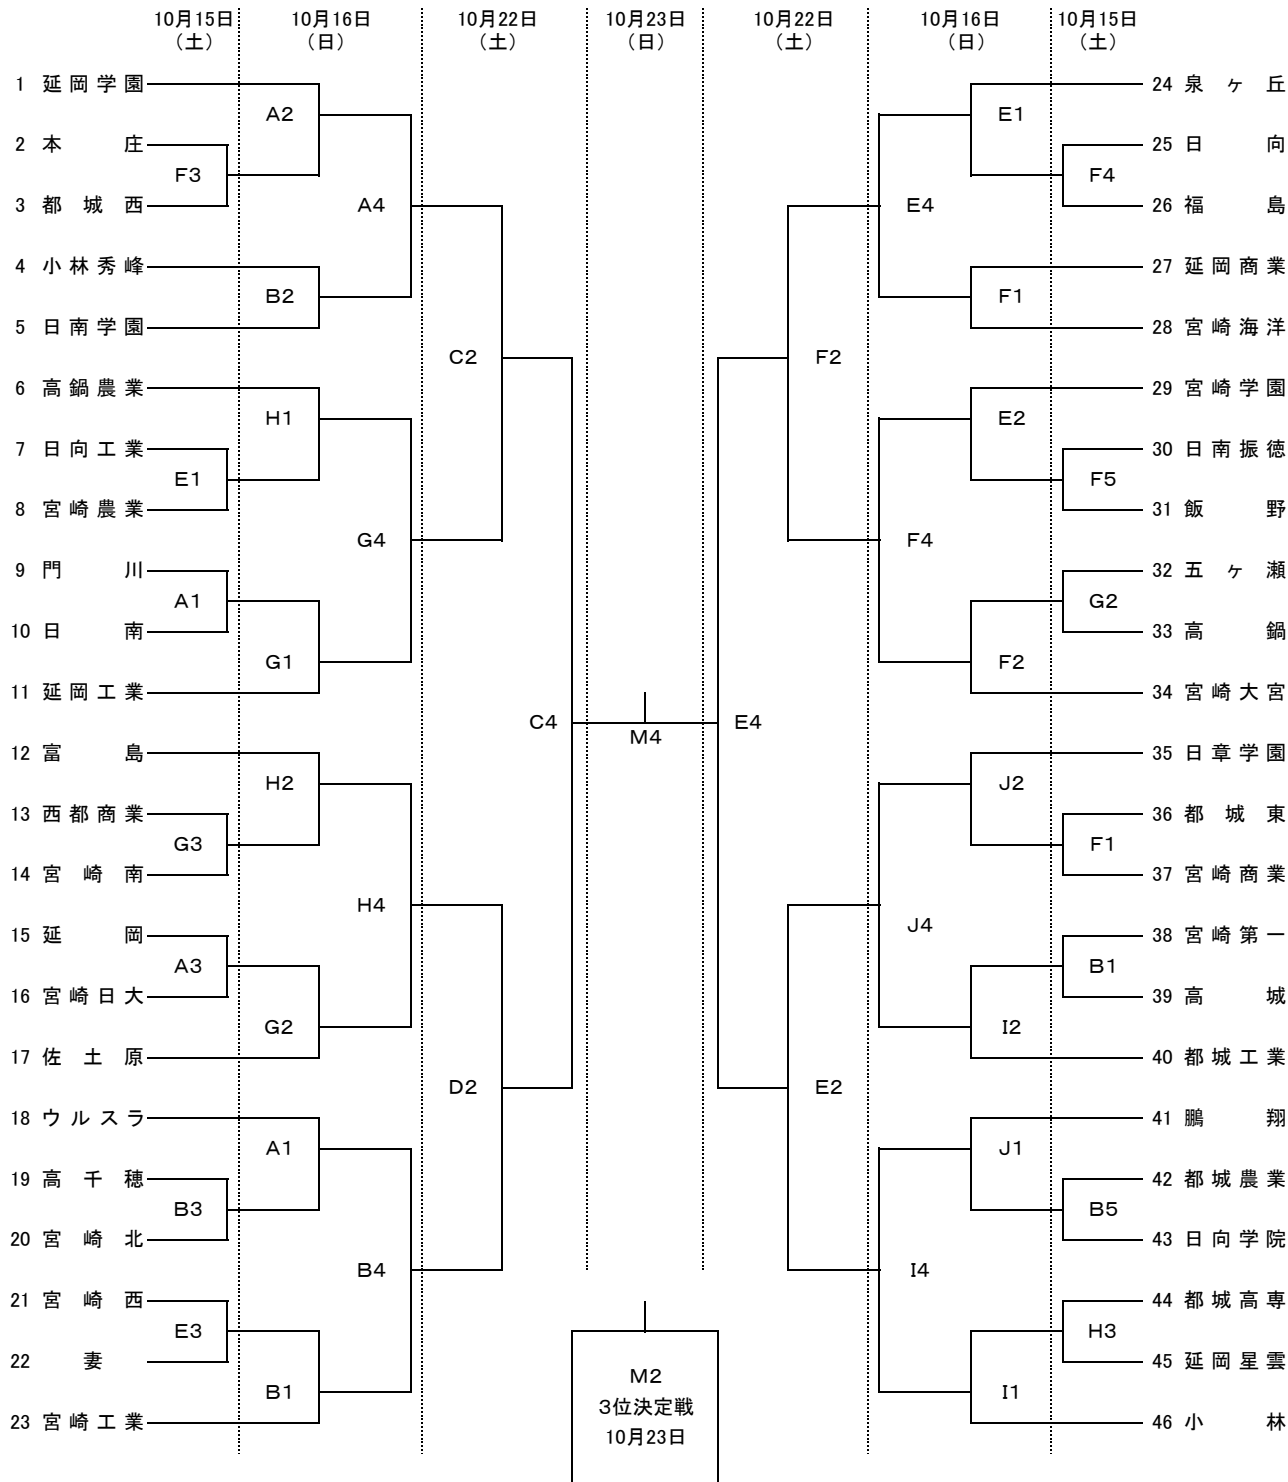 10月15日 10月16日 10月22日 10月23日 10月22日 10月16日 10月15日
（土） （日） （土） （日） （土） （日） （土）
1 延岡学園 24 泉ヶ丘
A2 E1
2 本庄 25 日向
F3 F4
3 都城西 26 福島
A4 E4
4 小林秀峰 27 延岡商業
B2 F1
5 日南学園 28 宮崎海洋
C2 F2
6 高鍋農業 29 宮崎学園
H1 E2
7 日向工業 30 日南振徳
E1 F5
8 宮崎農業 31 飯野
G4 F4
9 門川 32 五ヶ瀬
A1 G2
10 日南 33 高鍋
G1 F2
11 延岡工業 34 宮崎大宮
C4 M4 E4
12 富島 35 日章学園
H2 J2
13 西都商業 36 都城東
G3 F1
14 宮崎南 37 宮崎商業
H4 J4
15 延岡 38 宮崎第一
A3 B1
16 宮崎日大 39 高城
G2 I2
17 佐土原 40 都城工業
D2 E2
18 ウルスラ 41 鵬翔
A1 J1
19 高千穂 42 都城農業
B3 B5
20 宮崎北 43 日向学院
B4 I4
21 宮崎西 44 都城高専
E3 H3
22 妻 45 延岡星雲
B1 M2 I1
3位決定戦
23 宮崎工業 46 小林
10月23日